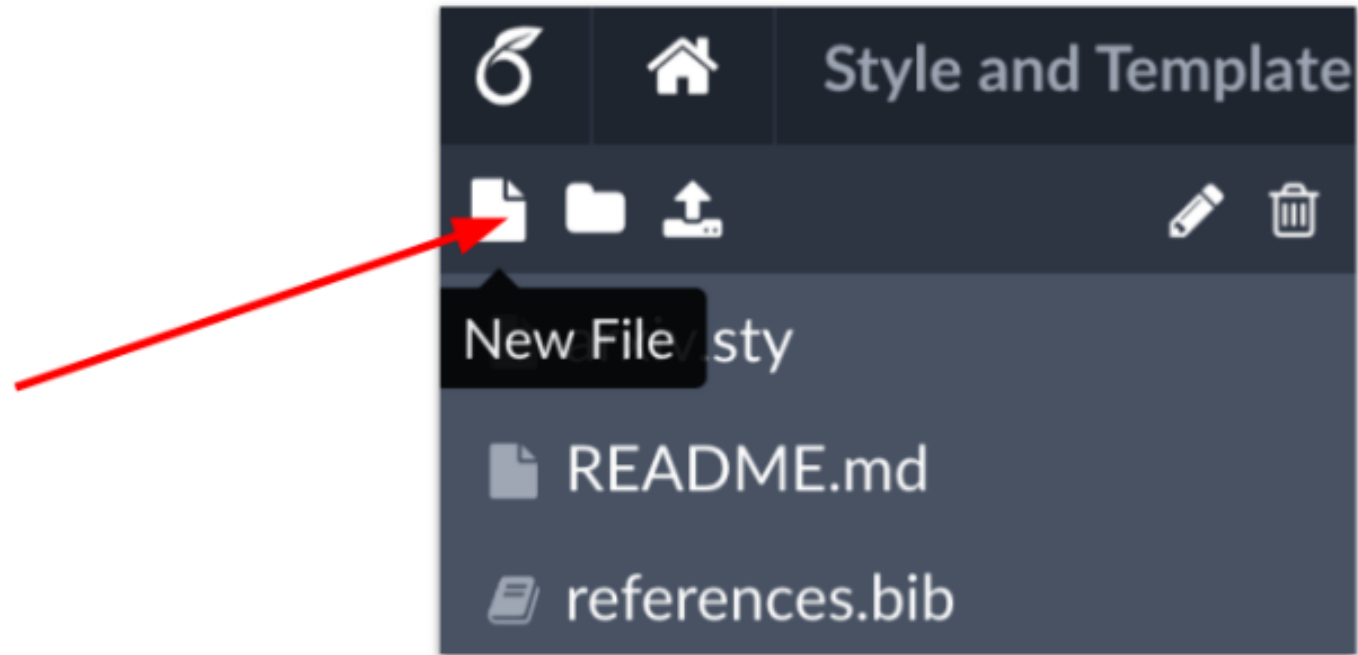 Style and Template
New File
.sty
README.md
references.bib